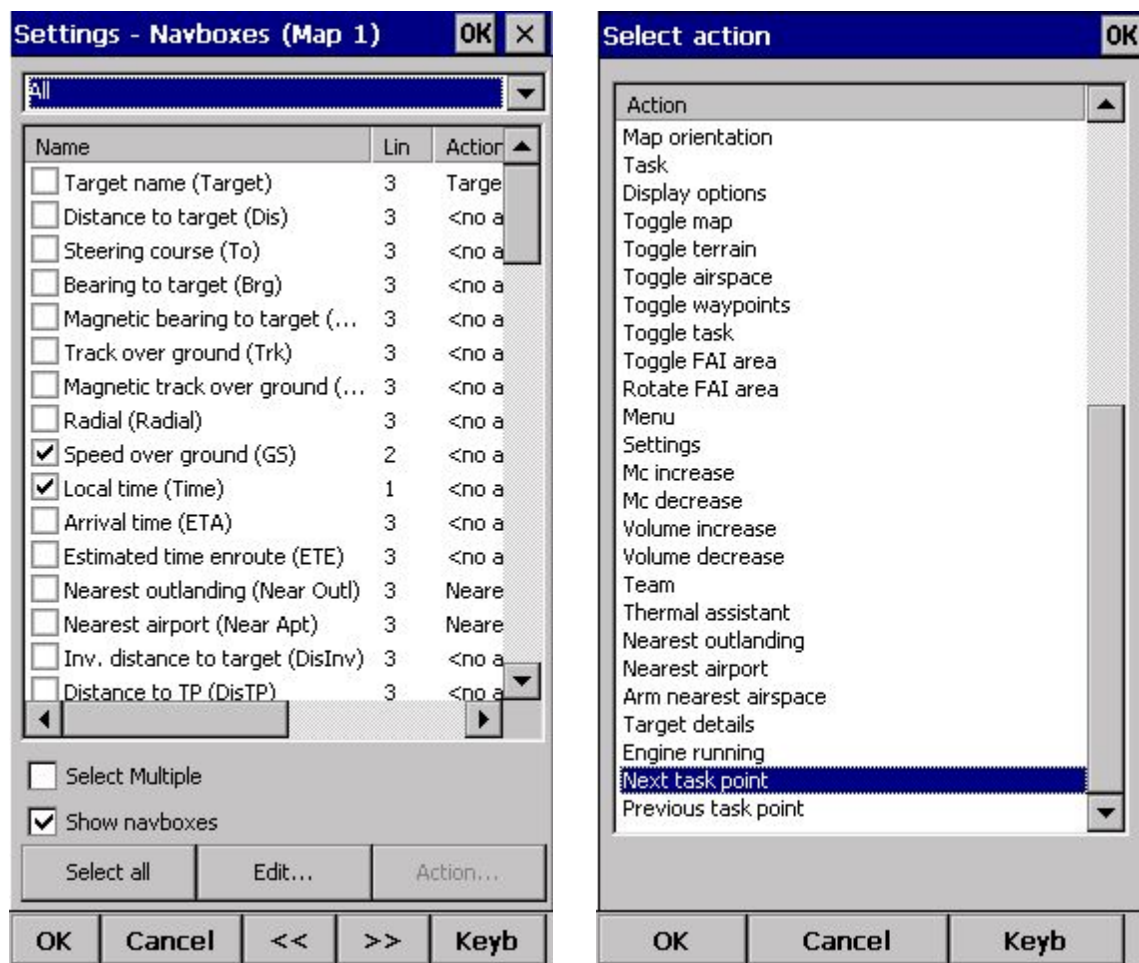 Settings - Navboxes (Map 1) OK
All
Name Lin Action
Target name (Target) 3 Targe
Distance to target (Dis) 3 <no a
Steering course (To) 3 <no a
Bearing to target (Brg) 3 <no a
Magnetic bearing to target (... 3 <no a
Track over ground (Trk) 3 <no a
Magnetic track over ground (... 3 <no a
Radial (Radial) 3 <no a
Speed over ground (GS) 2 <no a
Local time (Time) 1 <no a
Arrival time (ETA) 3 <no a
Estimated time enroute (ETE) 3 <no a
Nearest outlanding (Near Outl) 3 Neare
Nearest airport (Near Apt) 3 Neare
Inv. distance to target (DisInv) 3 <no a
Distance to TP (DisTP) 3 <no a
Select Multiple
Show navboxes
Select all Edit... Action...
OK Cancel << >> Keyb
Select action OK
Action
Map orientation
Task
Display options
Toggle map
Toggle terrain
Toggle airspace
Toggle waypoints
Toggle task
Toggle FAI area
Rotate FAI area
Menu
Settings
Mc increase
Mc decrease
Volume increase
Volume decrease
Team
Thermal assistant
Nearest outlanding
Nearest airport
Arm nearest airspace
Target details
Engine running
Next task point
Previous task point
OK Cancel Keyb